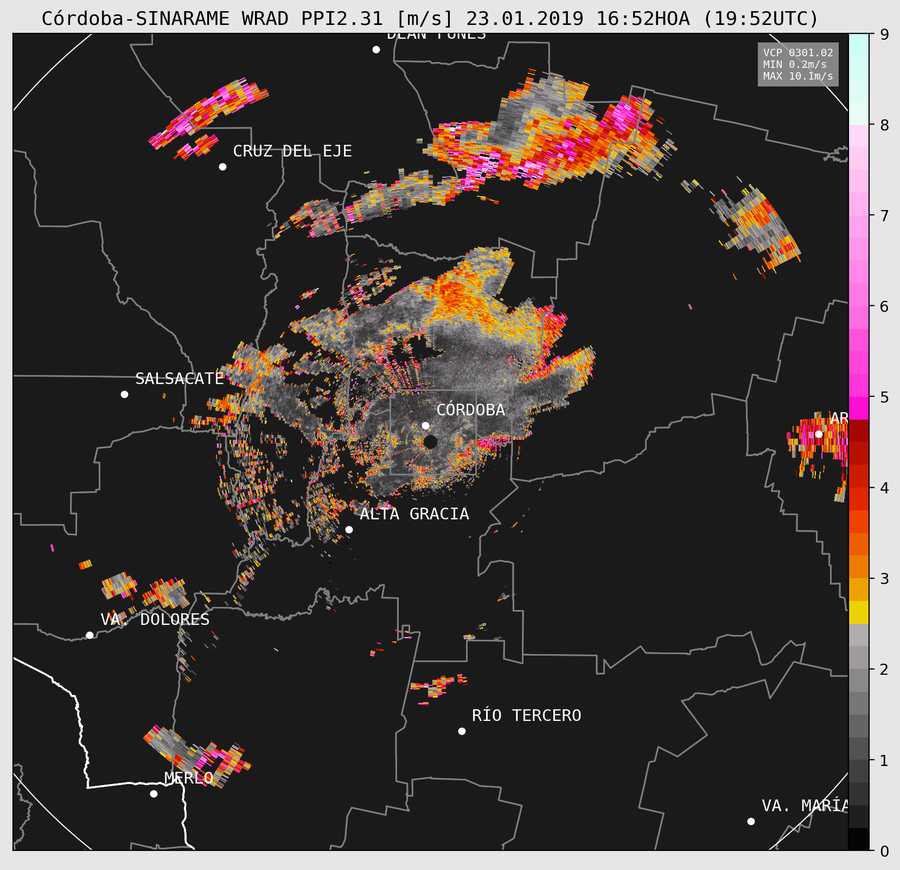 Córdoba-SINARAME WRAD PPI2.31 [m/s] 23.01.2019 16:52HOA (19:52UTC)
DEÁN FUNES
VCP 0301.02
MIN 0.2m/s
MAX 10.1m/s
9
CRUZ DEL EJE
8
7
6
SALSACATE
5
CÓRDOBA
AR
4
ALTA GRACIA
3
VA. DOLORES
2
RÍO TERCERO
1
MERLO
VA. MARÍA
0